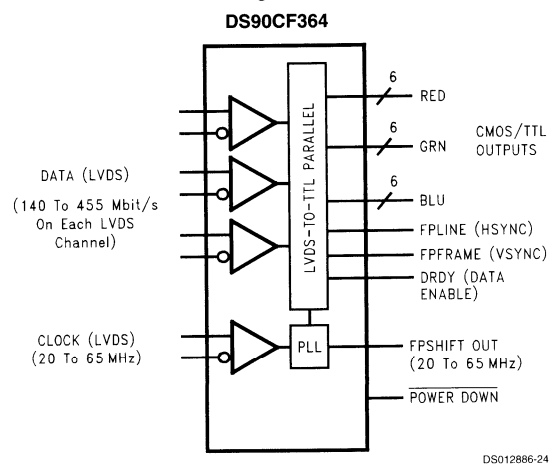 DS90CF364
6
RED
6
GRN
CMOS/TTL
OUTPUTS
6
BLU
DATA (LVDS)
(140 To 455 Mbit/s
On Each LVDS
Channel)
LVDS-TO-TTL PARALLEL
FPLINE (HSYNC)
FPFRAME (VSYNC)
DRDY (DATA
ENABLE)
CLOCK (LVDS)
(20 To 65 MHz)
PLL
FPSHIFT OUT
(20 To 65 MHz)
POWER DOWN
DS012886-24